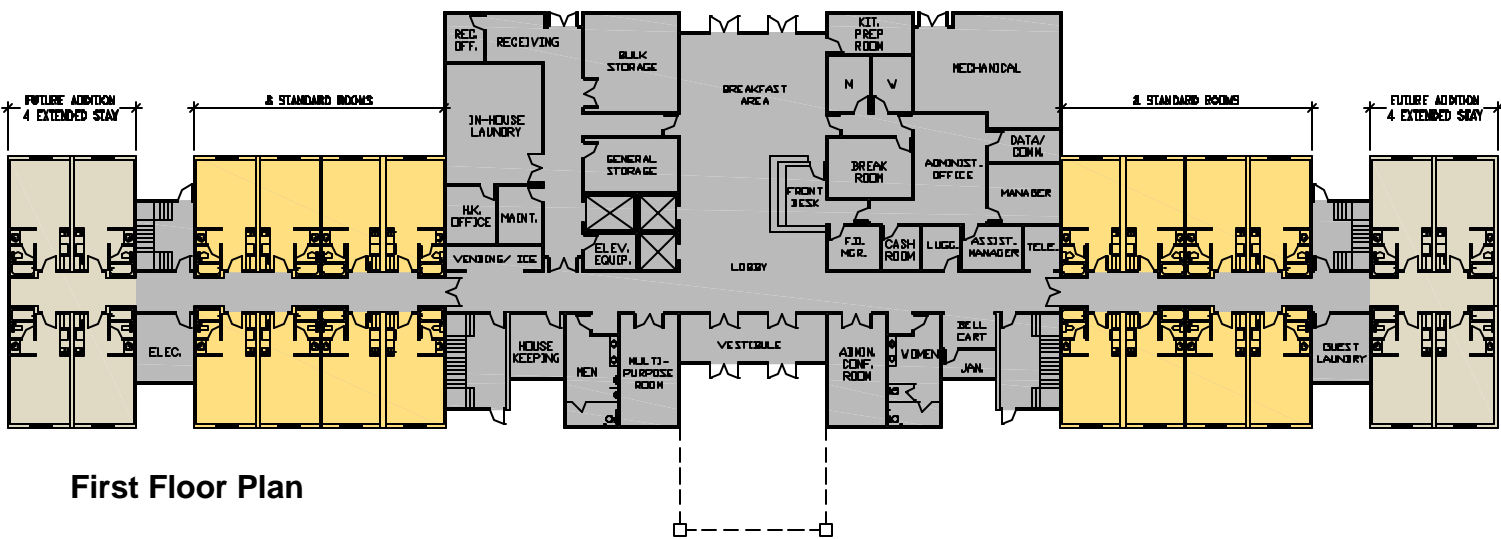 REC.
OFF.
RECEIVING
BULK
STORAGE
KIT.
PREP
ROOM
MECHANICAL
BREAKFAST
AREA
M
W
FUTURE ADDITION
4 EXTENDED STAY
8 STANDARD ROOMS
8 STANDARD ROOMS
FUTURE ADDITION
4 EXTENDED STAY
IN-HOUSE
LAUNDRY
GENERAL
STORAGE
BREAK
ROOM
ADMINIST.
OFFICE
DATA/
COMM.
MANAGER
FRONT
DESK
H.K.
OFFICE
MAINT.
VENDING/ ICE
ELEV.
EQUIP.
LOBBY
F.D.
MGR.
CASH
ROOM
LUGG.
ASSIST.
MANAGER
TELE.
ELEC.
HOUSE
KEEPING
MEN
MULTI-
PURPOSE
ROOM
VESTIBULE
ADMIN.
CONF.
ROOM
WOMEN
BELL
CART
JAN.
GUEST
LAUNDRY
First Floor Plan